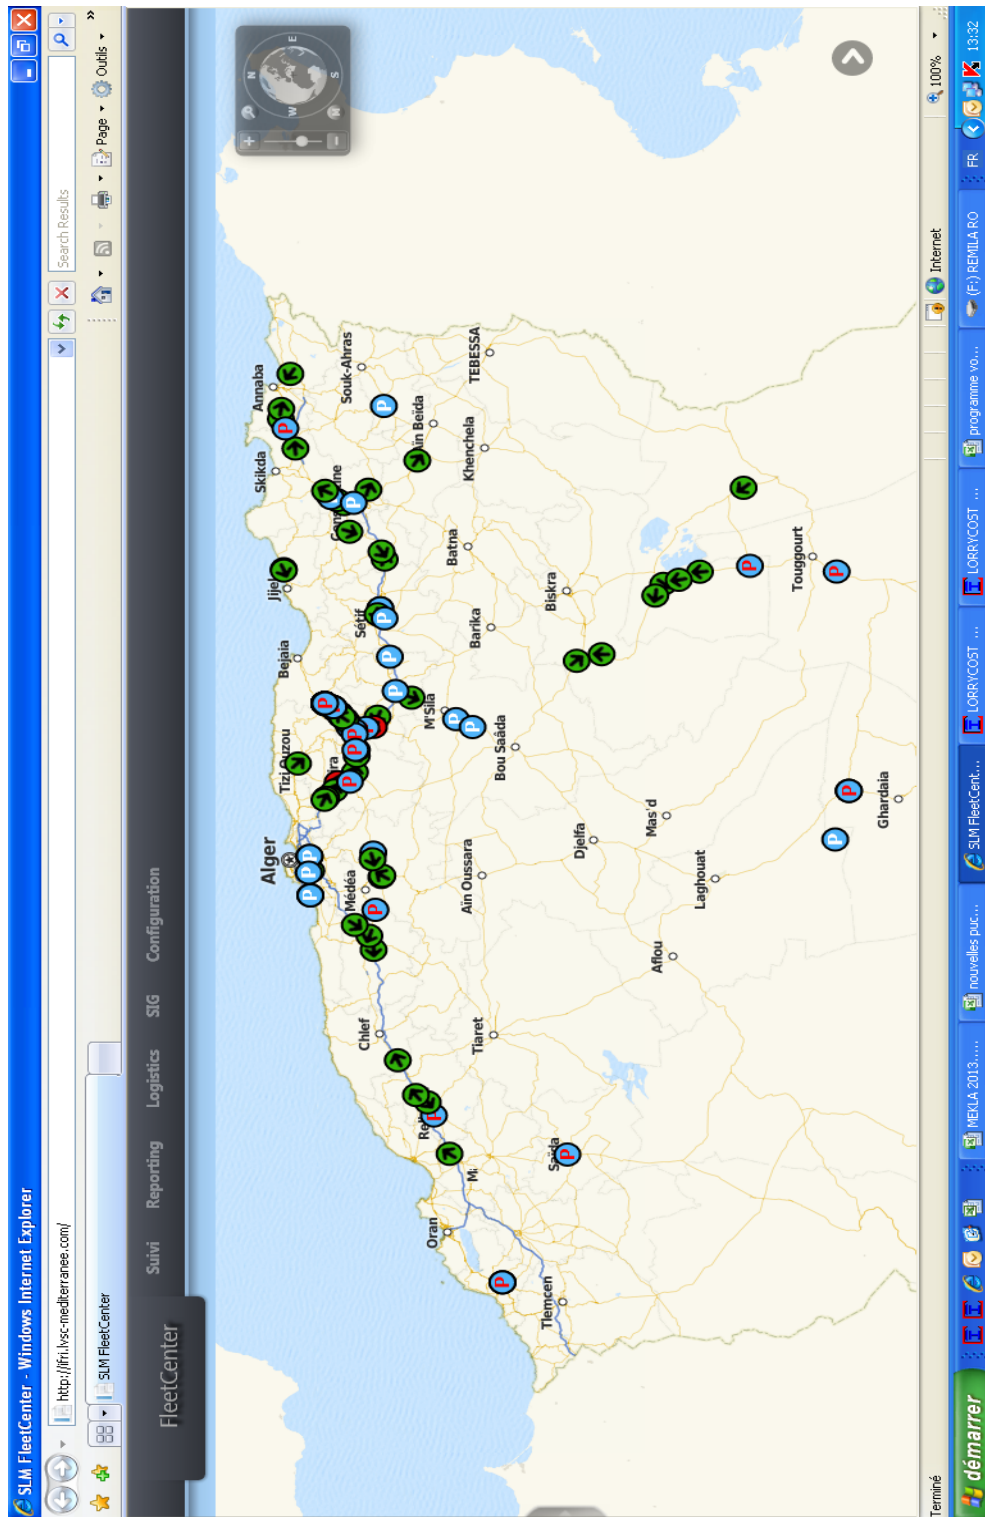 SLM FleetCenter - Windows Internet Explorer
http://ifri.lvsc-mediterranee.com/
Search Results
SLM FleetCenter
Page
Outils
FleetCenter
Suivi
Reporting
Logistics
SIG
Configuration
N
E
S
W
Annaba
Skikda
Souk-Ahras
Jijel
Bejaia
Sétif
Tizi Ouzou
Alger
Médéa
M'Sila
Barika
Batna
Khenchela
TEBESSA
Biskra
Bou Saâda
Aïn Oussara
Djelfa
Mas'd
Laghouat
Aflou
Touggourt
Ghardaia
Chlef
Tiaret
Saïda
Oran
Tlemcen
P
Terminé
Internet
100%
démarrer
MEKLA 2013.....
nouvelles puc...
SLM FleetCent...
LORRYCOST ...
LORRYCOST ...
programme vo...
(F:) REMILA RO
FR
13:32